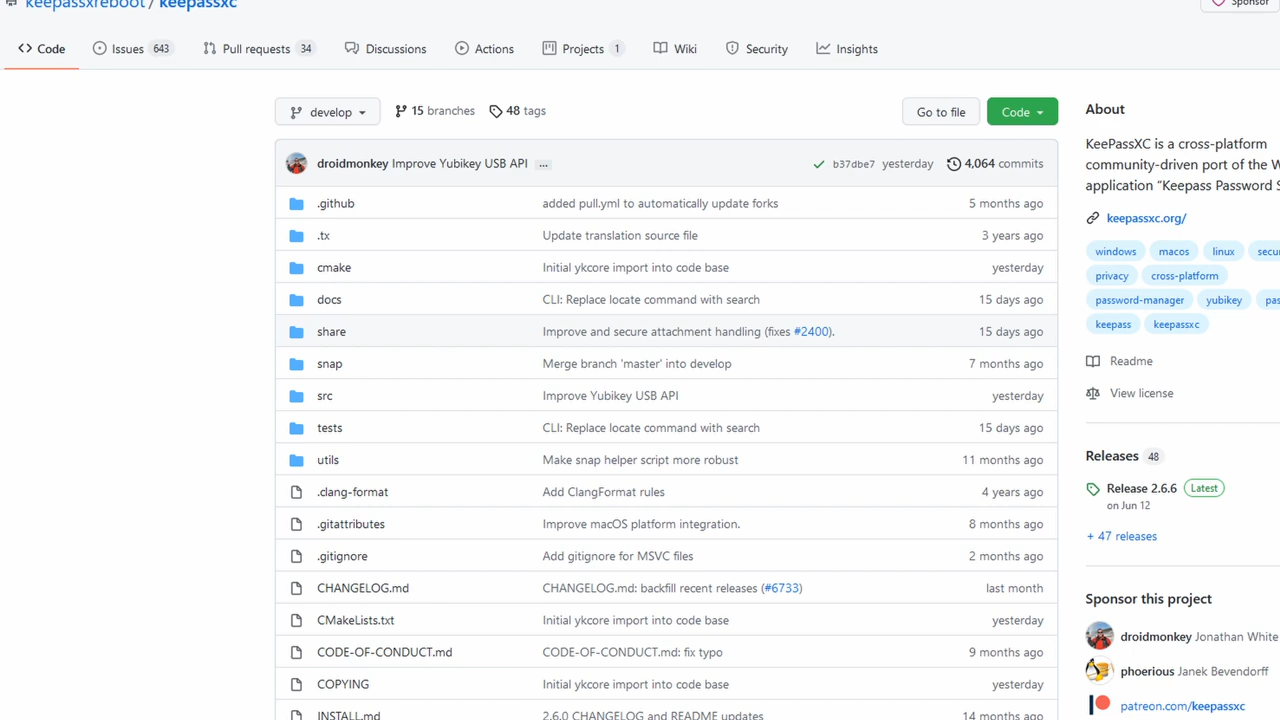 keepassxreboot / keepassxc
Sponsor
Code Issues 643 Pull requests 34 Discussions Actions Projects 1 Wiki Security Insights
develop 15 branches 48 tags Go to file Code
droidmonkey Improve Yubikey USB API ... b37dbe7 yesterday 4,064 commits
.github added pull.yml to automatically update forks 5 months ago
.tx Update translation source file 3 years ago
cmake Initial ykcore import into code base yesterday
docs CLI: Replace locate command with search 15 days ago
share Improve and secure attachment handling (fixes #2400). 15 days ago
snap Merge branch 'master' into develop 7 months ago
src Improve Yubikey USB API yesterday
tests CLI: Replace locate command with search 15 days ago
utils Make snap helper script more robust 11 months ago
.clang-format Add ClangFormat rules 4 years ago
.gitattributes Improve macOS platform integration. 8 months ago
.gitignore Add gitignore for MSVC files 2 months ago
CHANGELOG.md CHANGELOG.md: backfill recent releases (#6733) last month
CMakeLists.txt Initial ykcore import into code base yesterday
CODE-OF-CONDUCT.md CODE-OF-CONDUCT.md: fix typo 9 months ago
COPYING Initial ykcore import into code base yesterday
INSTALL.md 2.6.0 CHANGELOG and README updates 14 months ago
About
KeePassXC is a cross-platform
community-driven port of the W
application “Keepass Password S
keepassxc.org/
windows macos linux secu
privacy cross-platform
password-manager yubikey pas
keepass keepassxc
Readme
View license
Releases 48
Release 2.6.6 Latest
on Jun 12
+ 47 releases
Sponsor this project
droidmonkey Jonathan White
phoerious Janek Bevendorff
patreon.com/keepassxc